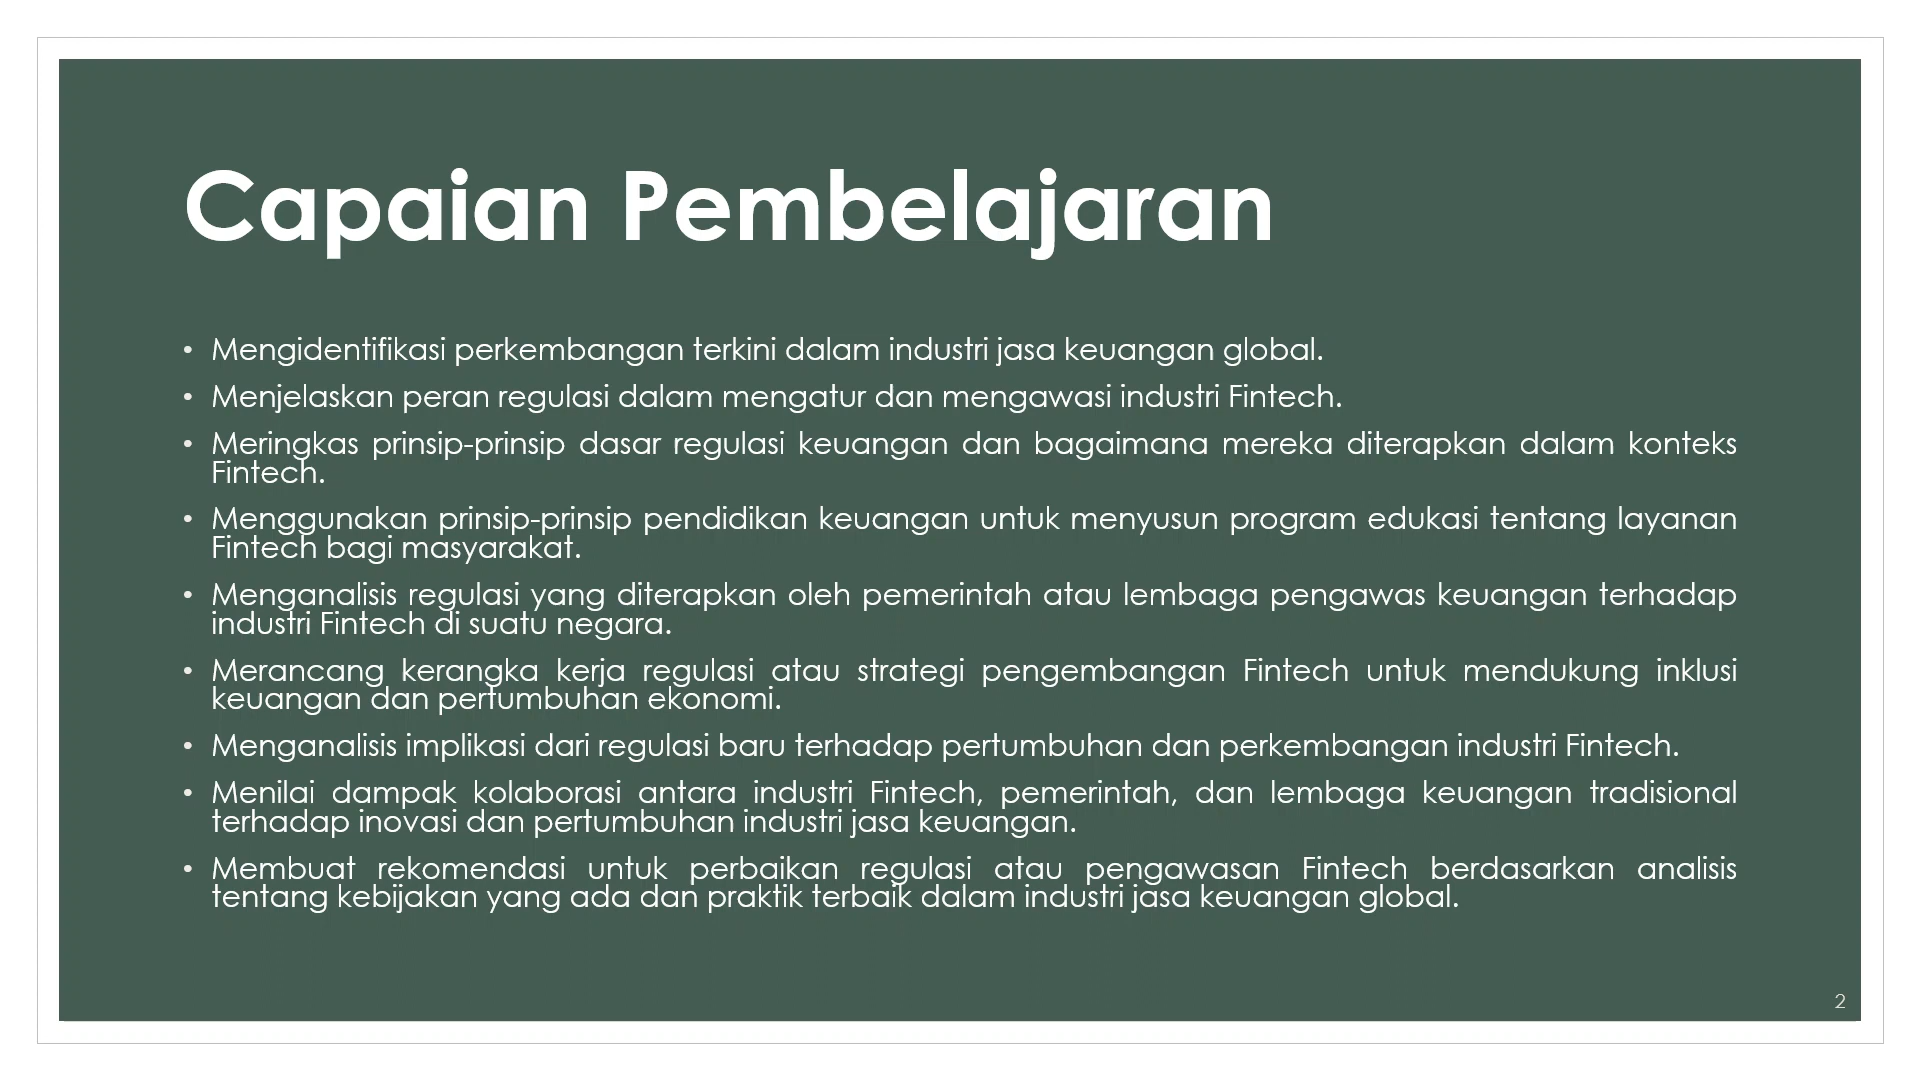 Capaian Pembelajaran
• Mengidentifikasi perkembangan terkini dalam industri jasa keuangan global.
• Menjelaskan peran regulasi dalam mengatur dan mengawasi industri Fintech.
• Meringkas prinsip-prinsip dasar regulasi keuangan dan bagaimana mereka diterapkan dalam konteks
Fintech.
• Menggunakan prinsip-prinsip pendidikan keuangan untuk menyusun program edukasi tentang layanan
Fintech bagi masyarakat.
• Menganalisis regulasi yang diterapkan oleh pemerintah atau lembaga pengawas keuangan terhadap
industri Fintech di suatu negara.
• Merancang kerangka kerja regulasi atau strategi pengembangan Fintech untuk mendukung inklusi
keuangan dan pertumbuhan ekonomi.
• Menganalisis implikasi dari regulasi baru terhadap pertumbuhan dan perkembangan industri Fintech.
• Menilai dampak kolaborasi antara industri Fintech, pemerintah, dan lembaga keuangan tradisional
terhadap inovasi dan pertumbuhan industri jasa keuangan.
• Membuat rekomendasi untuk perbaikan regulasi atau pengawasan Fintech berdasarkan analisis
tentang kebijakan yang ada dan praktik terbaik dalam industri jasa keuangan global.
2